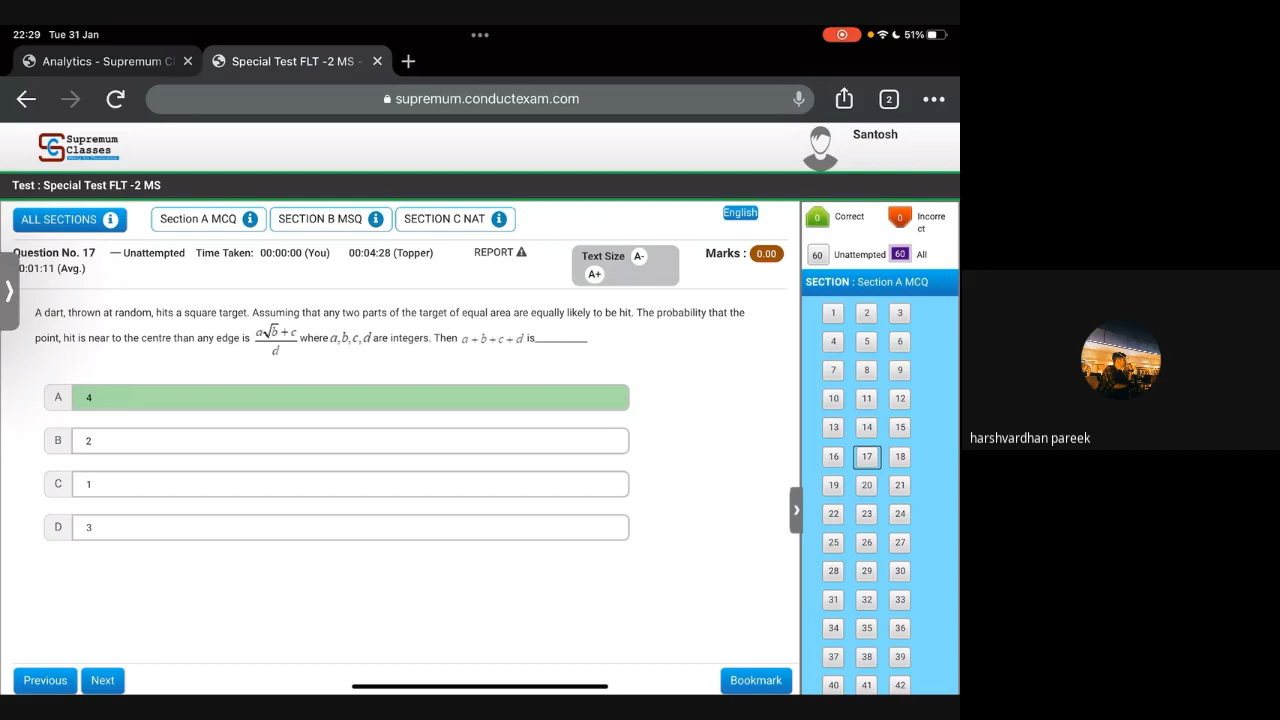 22:29 Tue 31 Jan
51%
Analytics - Supremum Cl
Special Test FLT -2 MS -
supremum.conductexam.com
2
Supremum
Classes
Santosh
Test : Special Test FLT -2 MS
ALL SECTIONS
Section A MCQ
SECTION B MSQ
SECTION C NAT
English
Question No. 17 — Unattempted Time Taken: 00:00:00 (You) 00:04:28 (Topper)
00:01:11 (Avg.)
REPORT
Text Size A-
A+
Marks : 0.00
A dart, thrown at random, hits a square target. Assuming that any two parts of the target of equal area are equally likely to be hit. The probability that the
point, hit is near to the centre than any edge is (a√b + c)/d where a,b,c,d are integers. Then a+b+c+d is________
A 4
B 2
C 1
D 3
Previous
Next
Bookmark
0 Correct
0 Incorre
ct
60 Unattempted
60 All
SECTION : Section A MCQ
1 2 3
4 5 6
7 8 9
10 11 12
13 14 15
16 17 18
19 20 21
22 23 24
25 26 27
28 29 30
31 32 33
34 35 36
37 38 39
40 41 42
harshvardhan pareek